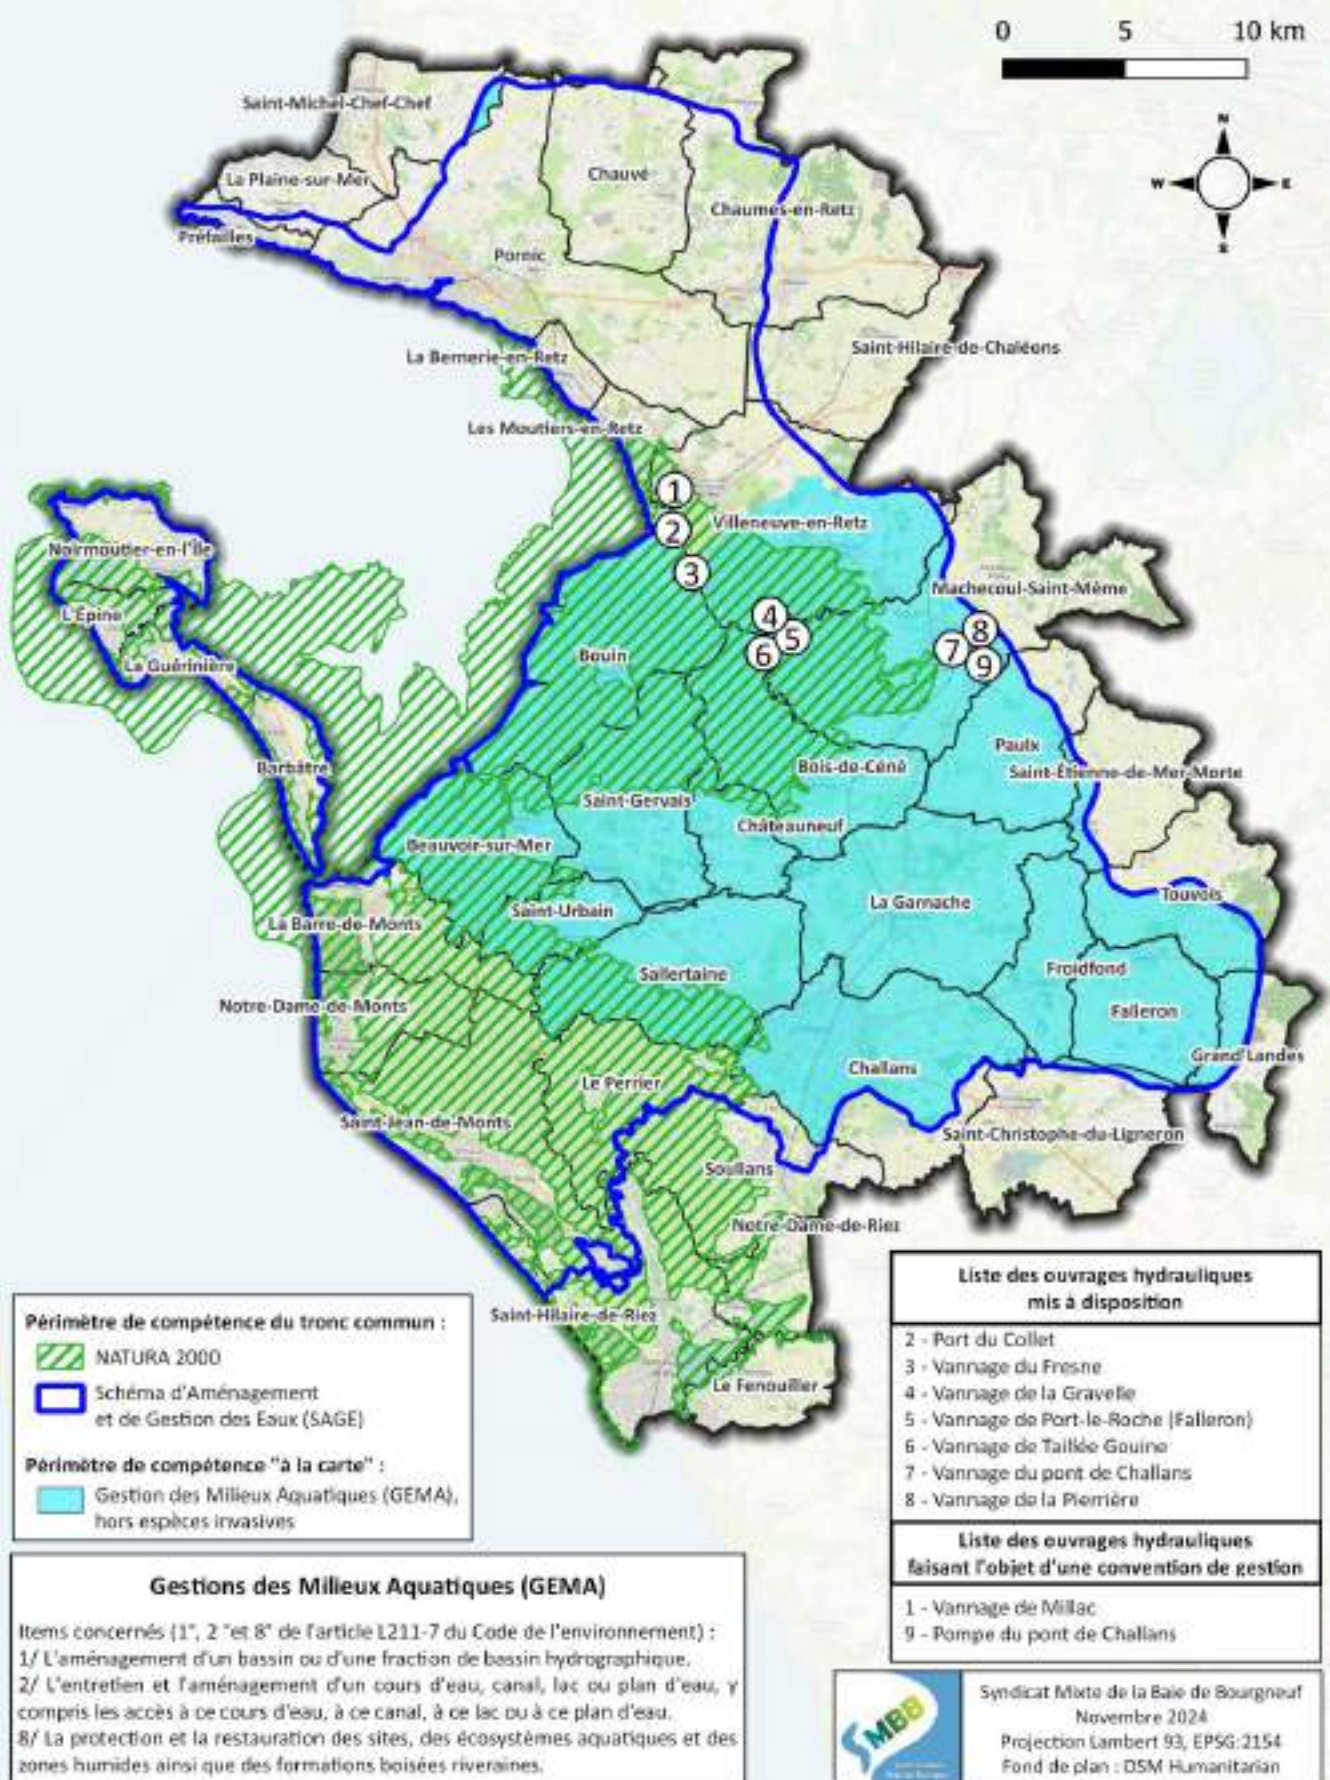 0 5 10 km
N
W E
S
Saint-Michel-Chef-Chef
La Plaine-sur-Mer
Préfailles
Chauvé
Chaumes-en-Retz
Pornic
Saint-Hilaire-de-Chaléons
La Bernerie-en-Retz
Les Moutiers-en-Retz
1
2
Villeneuve-en-Retz
3
Noirmoutier-en-l'Île
Machecoul-Saint-Même
L'Épine
4
5
6
8
7
9
Bouin
La Guérinière
Paulx
Barbâtre
Bois-de-Céné
Saint-Étienne-de-Mer-Morte
Saint-Gervais
Châteauneuf
Beauvoir-sur-Mer
Touvois
La Garnache
Saint-Urbain
La Barre-de-Monts
Sallertaine
Froidfond
Notre-Dame-de-Monts
Falleron
Grand'Landes
Challans
Le Perrier
Saint-Jean-de-Monts
Saint-Christophe-du-Ligneron
Soullans
Notre-Dame-de-Riez
Saint-Hilaire-de-Riez
Le Fenouiller
Périmètre de compétence du tronc commun :
NATURA 2000
Schéma d'Aménagement
et de Gestion des Eaux (SAGE)
Périmètre de compétence "à la carte" :
Gestion des Milieux Aquatiques (GEMA),
hors espèces invasives
Liste des ouvrages hydrauliques
mis à disposition
2 - Port du Collet
3 - Vannage du Fresne
4 - Vannage de la Gravelle
5 - Vannage de Port-le-Roche (Falleron)
6 - Vannage de Taillée Gouine
7 - Vannage du pont de Challans
8 - Vannage de la Pierrière
Liste des ouvrages hydrauliques
faisant l'objet d'une convention de gestion
1 - Vannage de Millac
9 - Pompe du pont de Challans
Gestions des Milieux Aquatiques (GEMA)
Items concernés (1°, 2 °et 8° de l'article L211-7 du Code de l'environnement) :
1/ L'aménagement d'un bassin ou d'une fraction de bassin hydrographique.
2/ L'entretien et l'aménagement d'un cours d'eau, canal, lac ou plan d'eau, y
compris les accès à ce cours d'eau, à ce canal, à ce lac ou à ce plan d'eau.
8/ La protection et la restauration des sites, des écosystèmes aquatiques et des
zones humides ainsi que des formations boisées riveraines.
SMBB
Syndicat Mixte de la Baie de Bourgneuf
Novembre 2024
Projection Lambert 93, EPSG:2154
Fond de plan : OSM Humanitarian